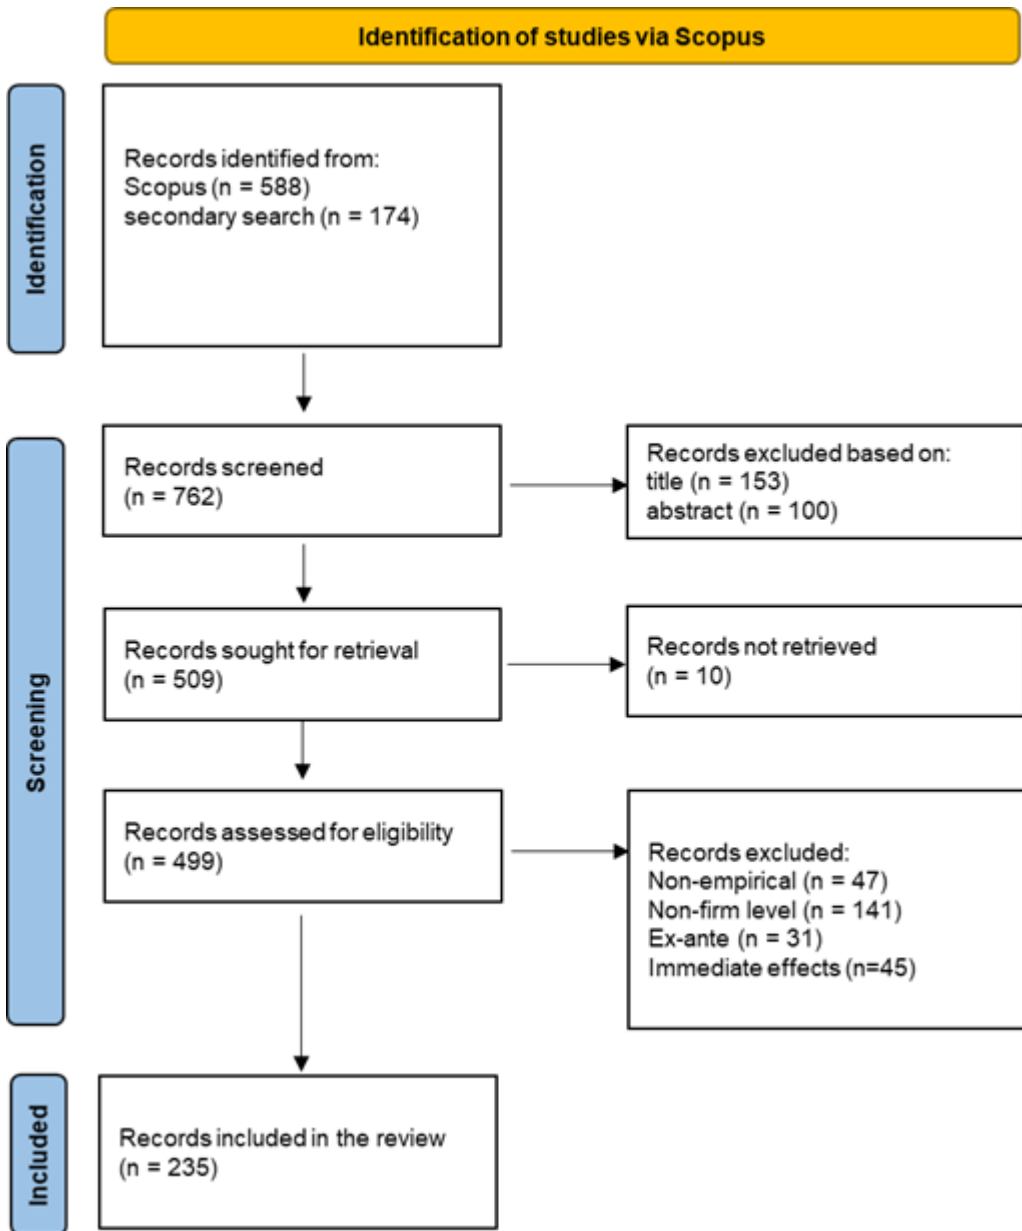 Identification of studies via Scopus
Identification
Records identified from:
Scopus (n = 588)
secondary search (n = 174)
Screening
Records screened
(n = 762)
Records excluded based on:
title (n = 153)
abstract (n = 100)
Records sought for retrieval
(n = 509)
Records not retrieved
(n = 10)
Records assessed for eligibility
(n = 499)
Records excluded:
Non-empirical (n = 47)
Non-firm level (n = 141)
Ex-ante (n = 31)
Immediate effects (n=45)
Included
Records included in the review
(n = 235)